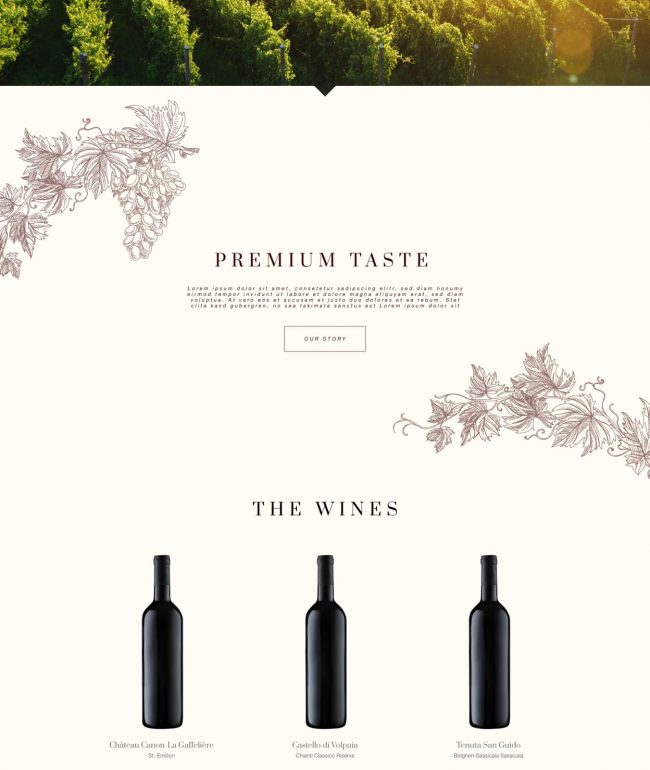 PREMIUM TASTE
Lorem ipsum dolor sit amet, consetetur sadipscing elitr, sed diam nonumy
eirmod tempor invidunt ut labore et dolore magna aliquyam erat, sed diam
voluptua. At vero eos et accusam et justo duo dolores et ea rebum. Stet
clita kasd gubergren, no sea takimata sanctus est Lorem ipsum dolor sit
OUR STORY
THE WINES
Château Canon-La Gaffelière
St.-Emilion
Castello di Volpaia
Chianti Classico Riserva
Tenuta San Guido
Bolgheri-Sassicaia Sassicaia